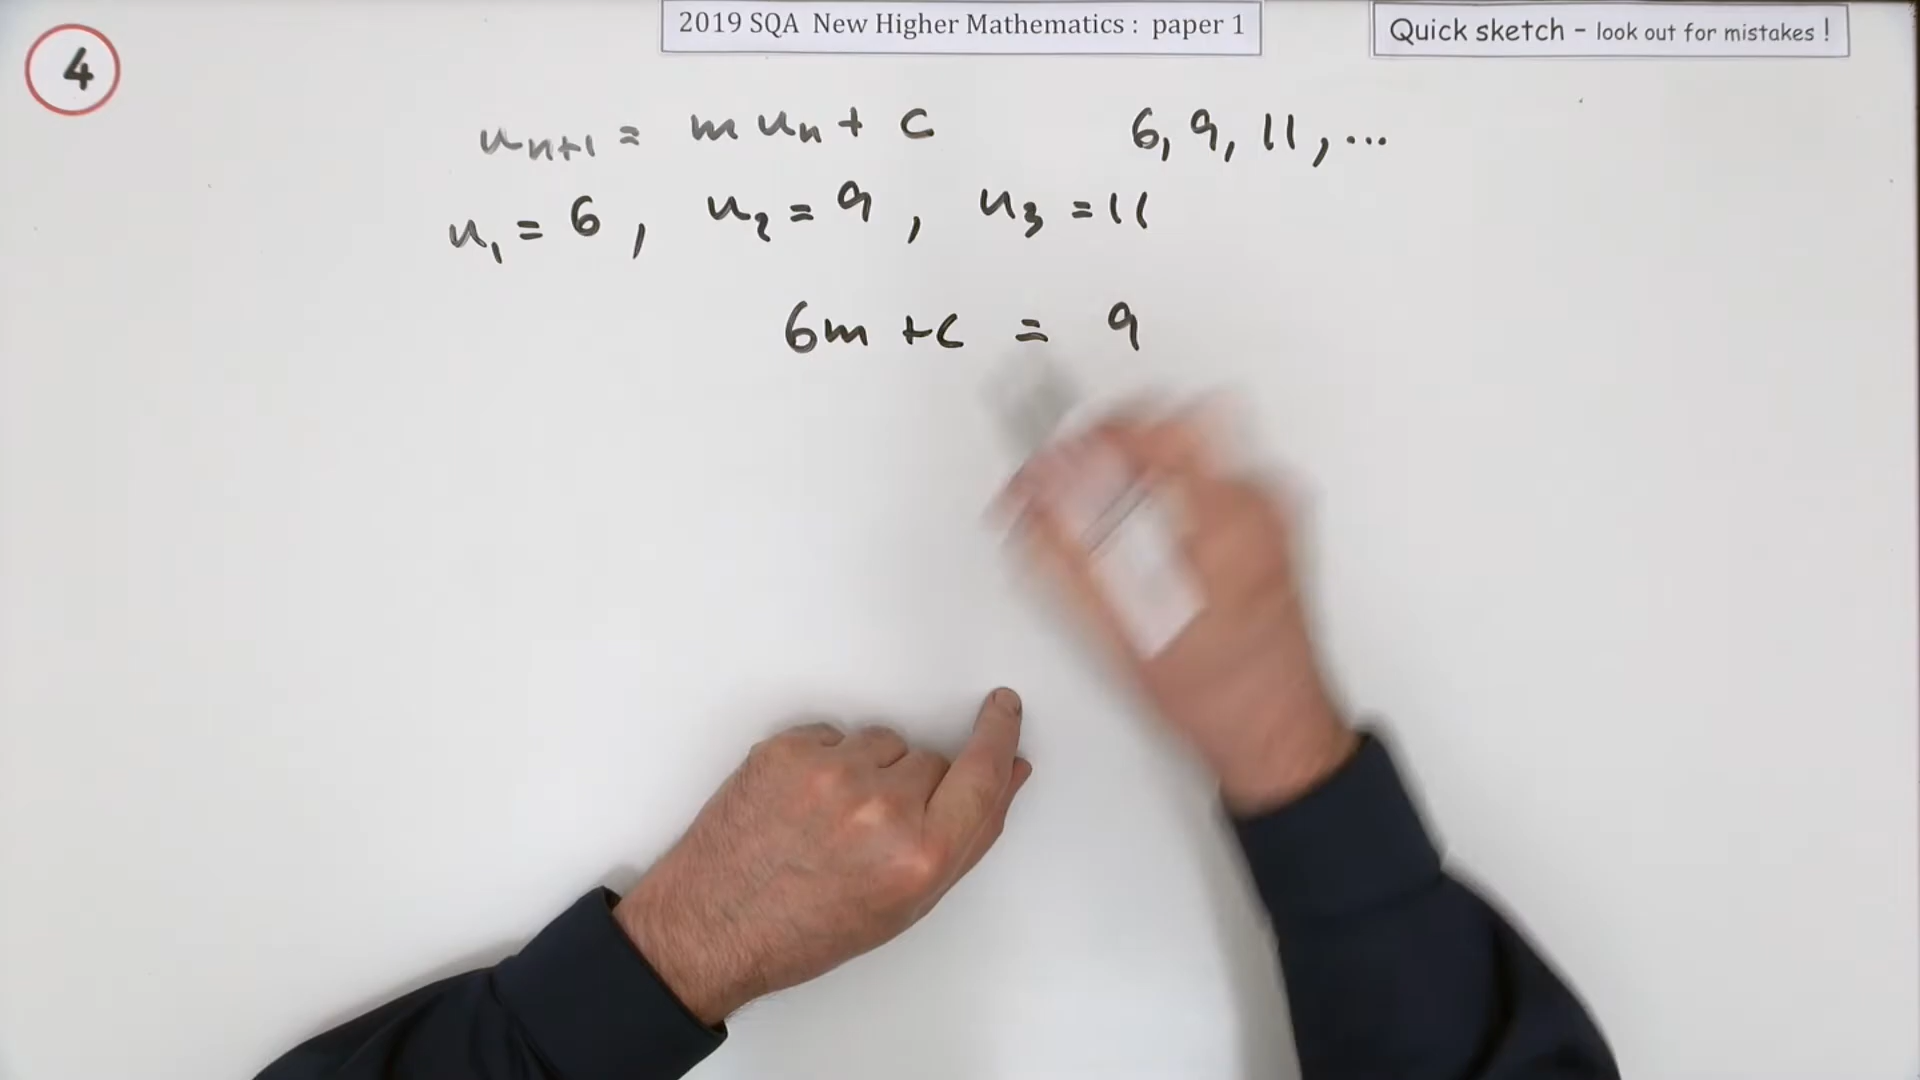 4
2019 SQA New Higher Mathematics : paper 1
Quick sketch - look out for mistakes !
uₙ₊₁ = m uₙ + c
6, 9, 11, ...
u₁ = 6 , u₂ = 9 , u₃ = 11
6m + c = 9